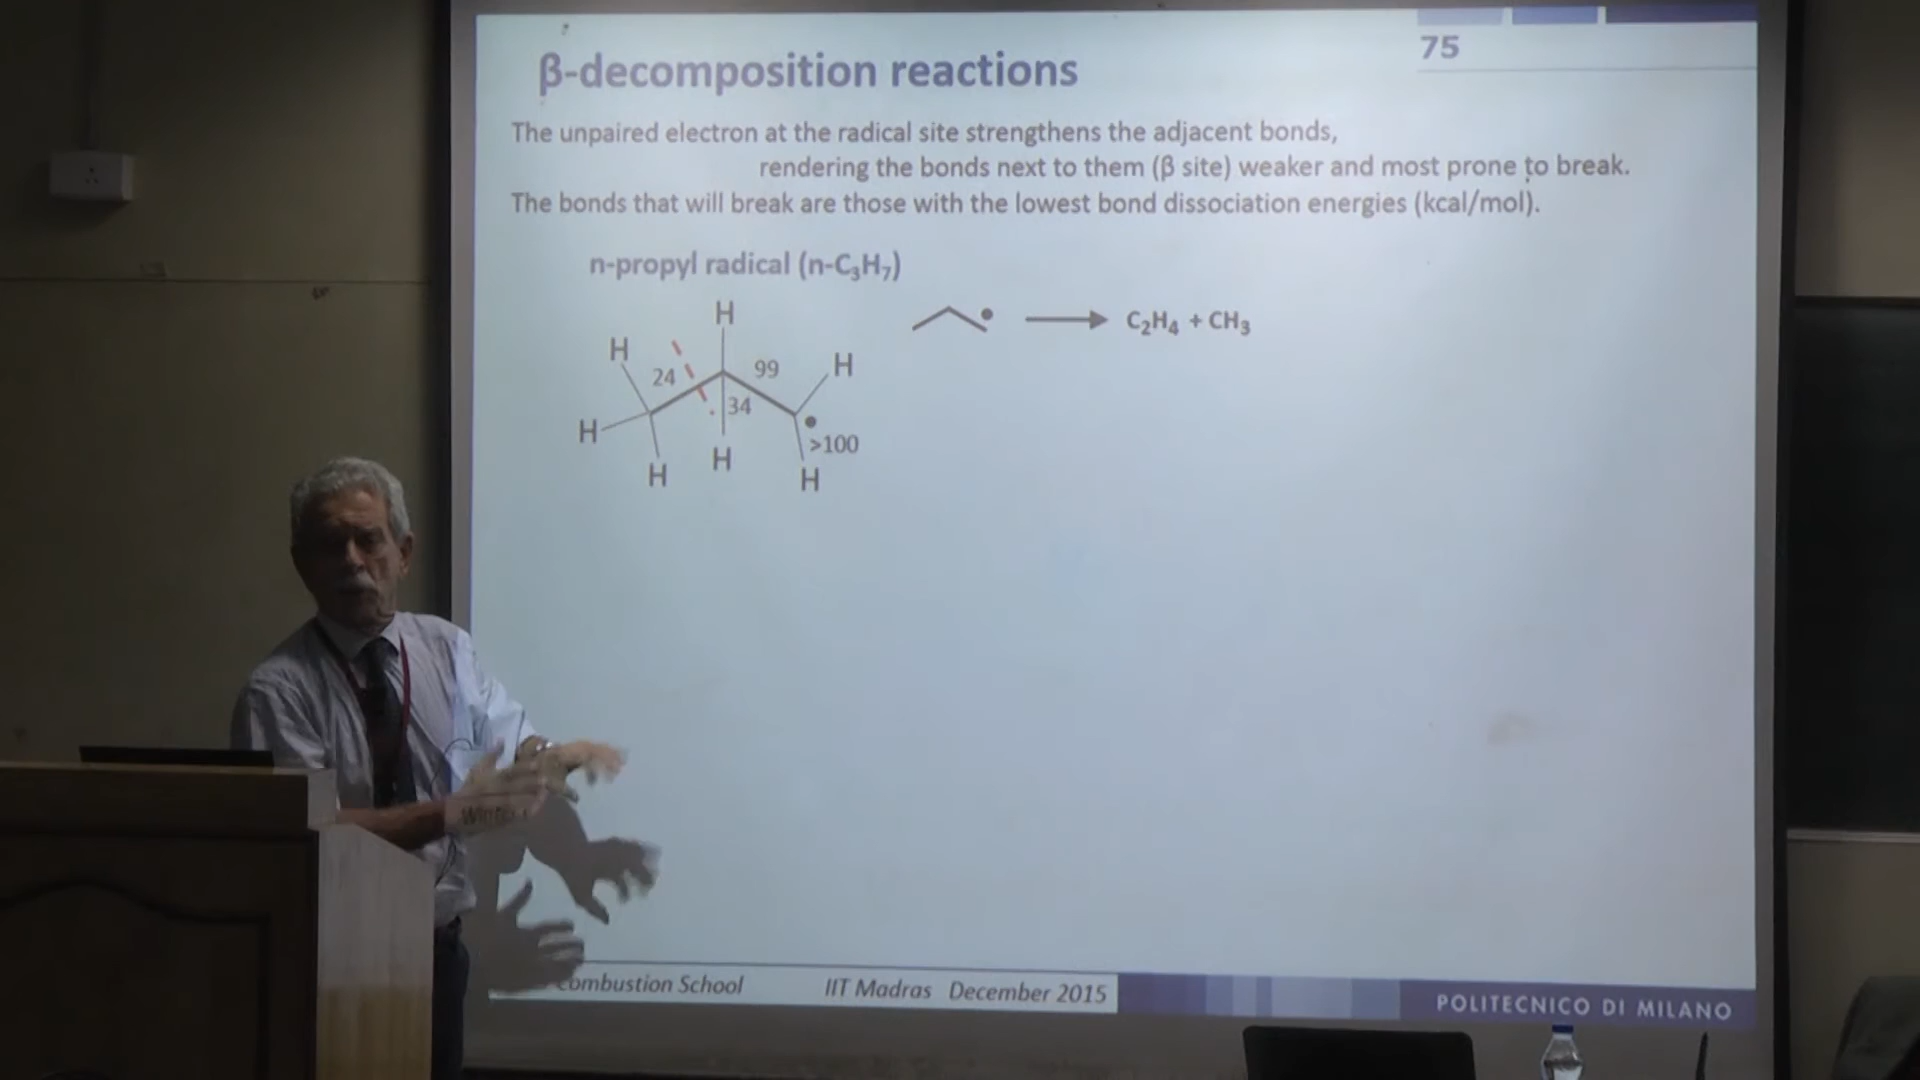 75
β-decomposition reactions
The unpaired electron at the radical site strengthens the adjacent bonds,
rendering the bonds next to them (β site) weaker and most prone to break.
The bonds that will break are those with the lowest bond dissociation energies (kcal/mol).
n-propyl radical (n-C₃H₇)
H
H 24 99 H
34
C₂H₄ + CH₃
H H >100
H H
Combustion School IIT Madras December 2015
POLITECNICO DI MILANO